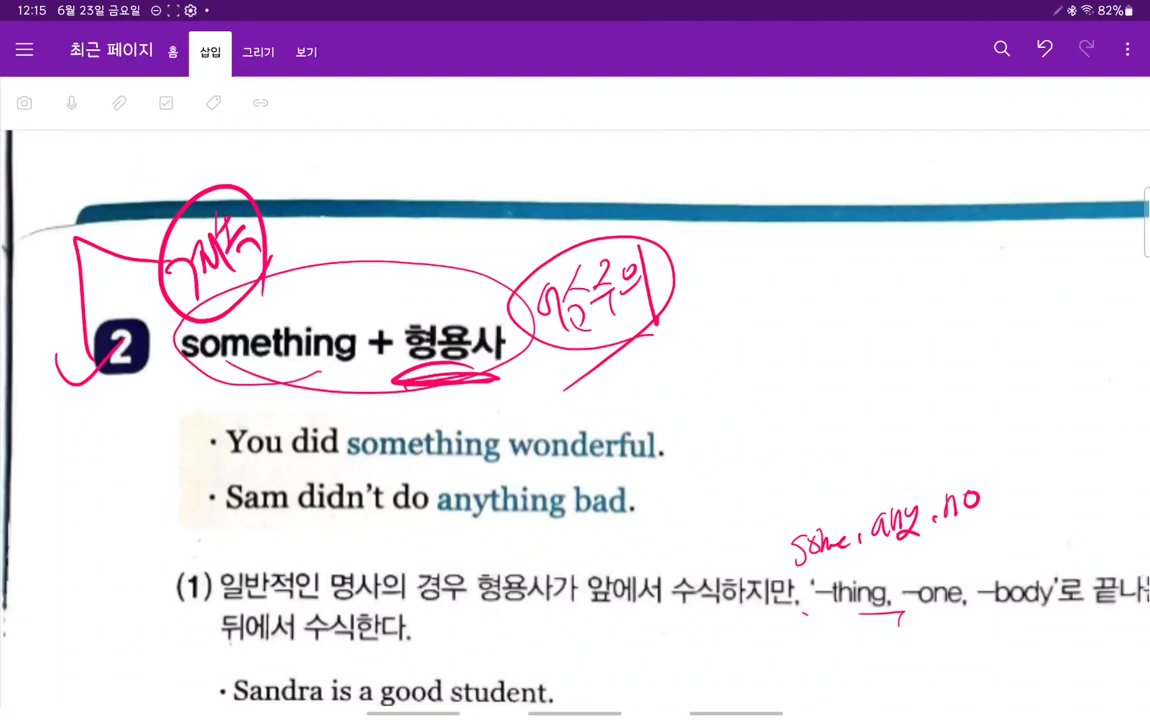 12:15 6월 23일 금요일 82%
최근 페이지 홈 삽입 그리기 보기
어순주의
2 something + 형용사
· You did something wonderful.
· Sam didn't do anything bad.
some, any, no
(1) 일반적인 명사의 경우 형용사가 앞에서 수식하지만, '–thing, –one, –body'로 끝나는
뒤에서 수식한다.
· Sandra is a good student.